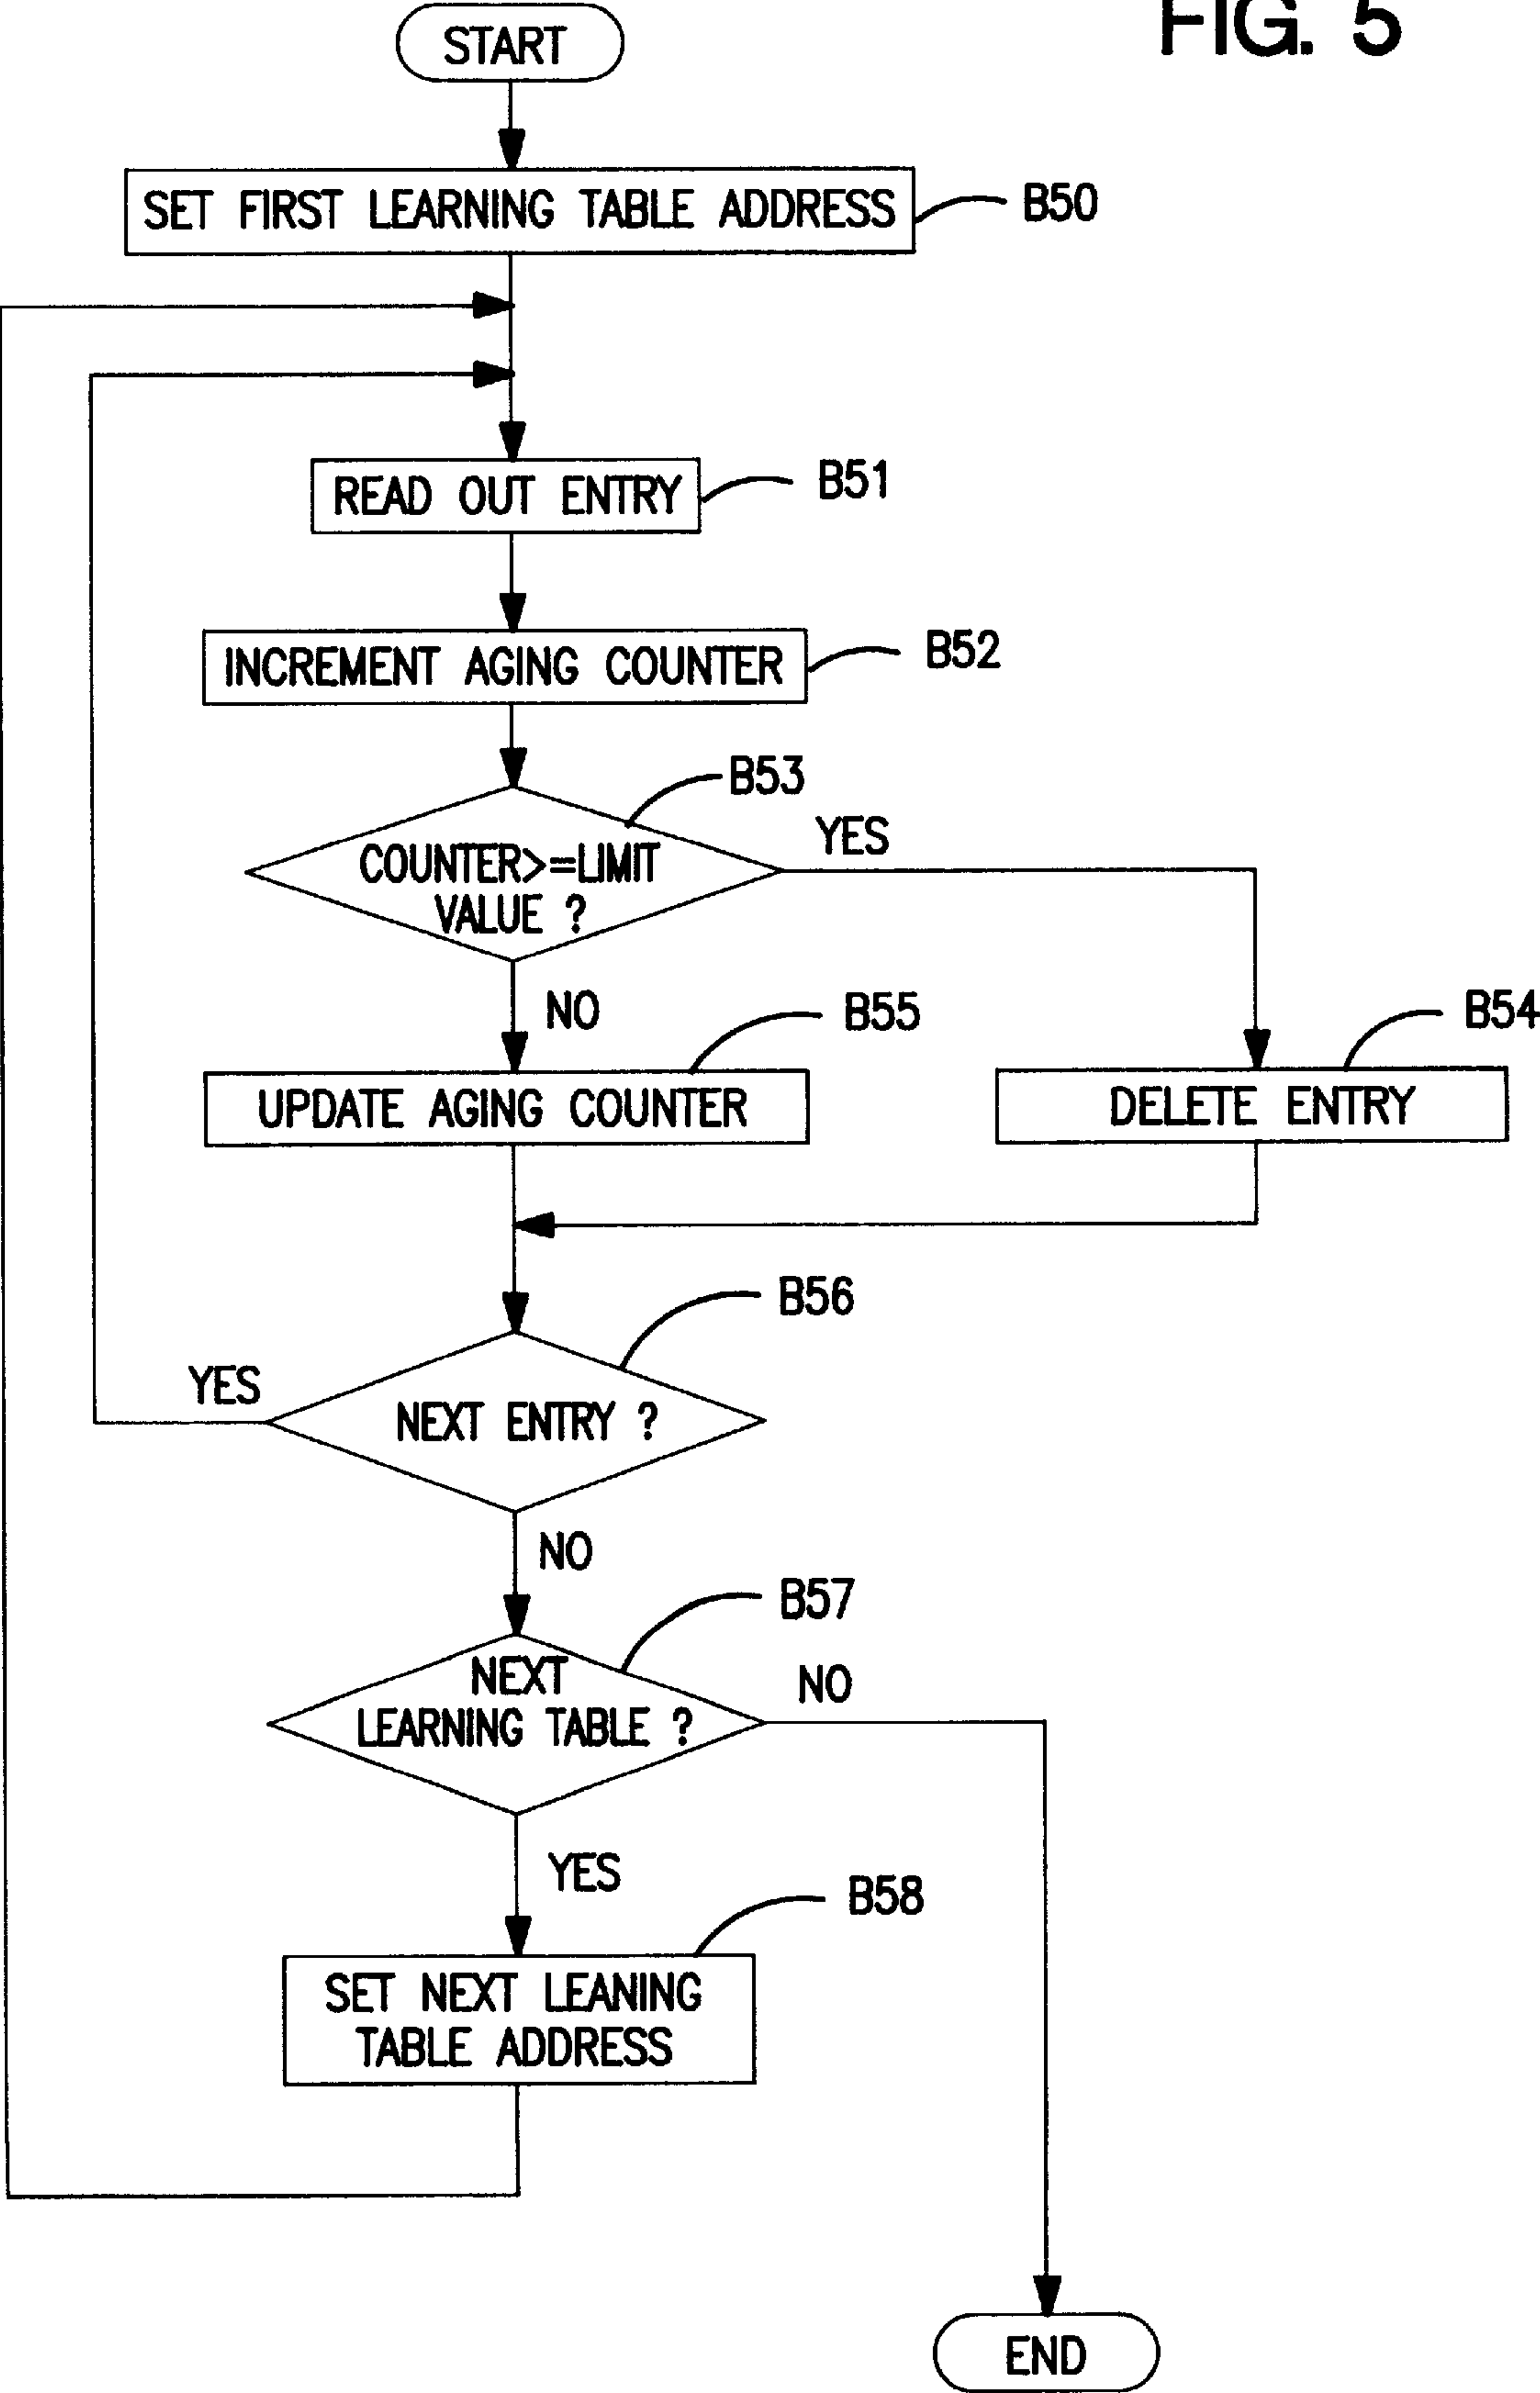 FIG. 5
START
SET FIRST LEARNING TABLE ADDRESS
B50
READ OUT ENTRY
B51
INCREMENT AGING COUNTER
B52
B53
COUNTER>=LIMIT
VALUE ?
YES
NO
B55
B54
UPDATE AGING COUNTER
DELETE ENTRY
B56
YES
NEXT ENTRY ?
NO
B57
NEXT
LEARNING TABLE ?
NO
YES
B58
SET NEXT LEANING
TABLE ADDRESS
END